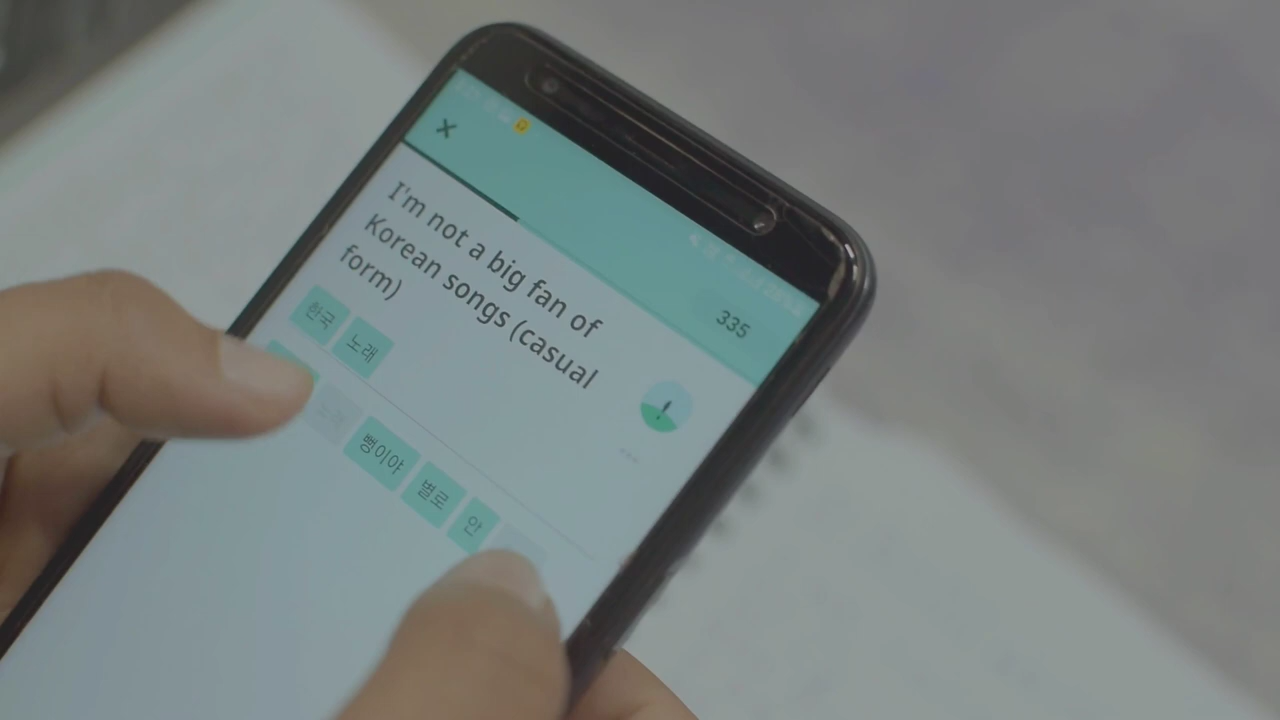 335
I'm not a big fan of
Korean songs (casual
form)
한국 노래
노래 뻥이야 별로 안